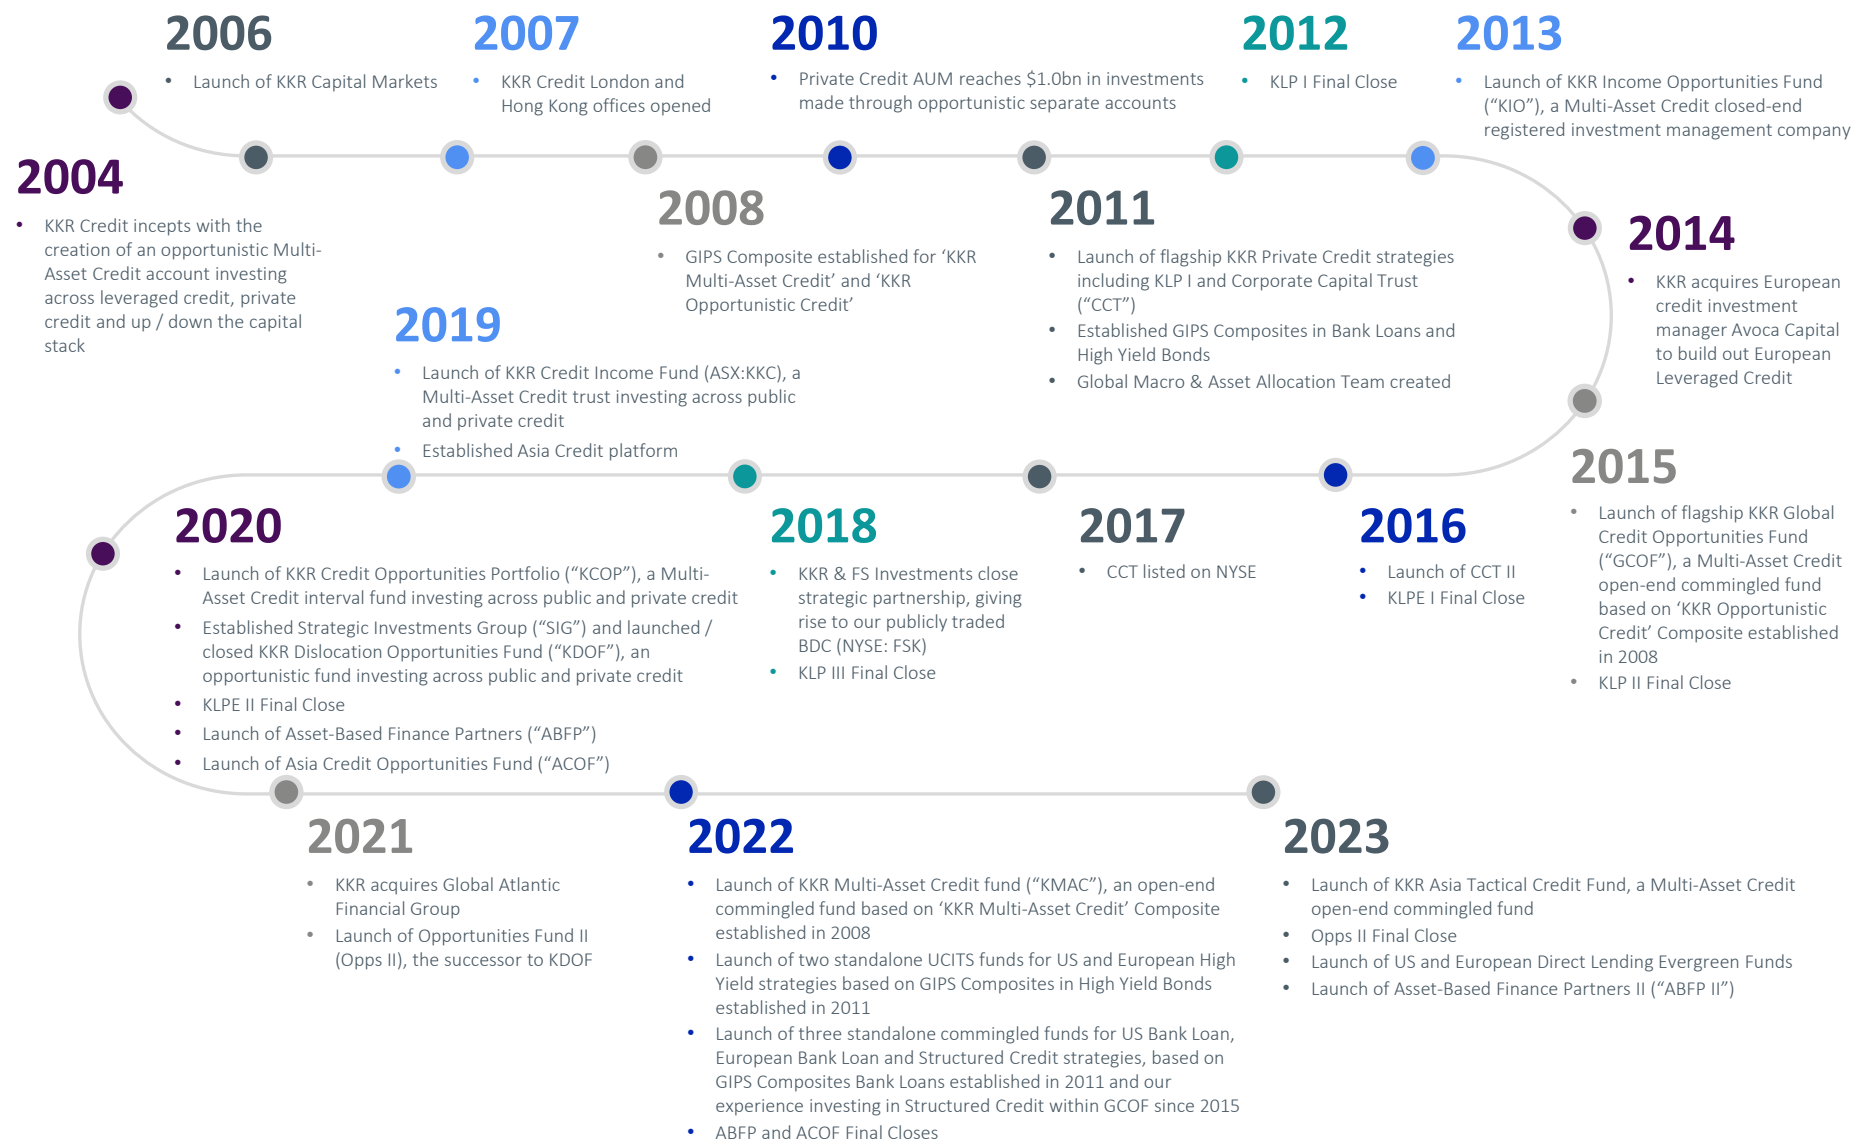 2004
• KKR Credit incepts with the
creation of an opportunistic Multi-
Asset Credit account investing
across leveraged credit, private
credit and up / down the capital
stack
2006
• Launch of KKR Capital Markets
2007
• KKR Credit London and
Hong Kong offices opened
2008
• GIPS Composite established for ‘KKR
Multi-Asset Credit’ and ‘KKR
Opportunistic Credit’
2010
• Private Credit AUM reaches $1.0bn in investments
made through opportunistic separate accounts
2011
• Launch of flagship KKR Private Credit strategies
including KLP I and Corporate Capital Trust
(“CCT”)
• Established GIPS Composites in Bank Loans and
High Yield Bonds
• Global Macro & Asset Allocation Team created
2012
• KLP I Final Close
2013
• Launch of KKR Income Opportunities Fund
(“KIO”), a Multi-Asset Credit closed-end
registered investment management company
2014
• KKR acquires European
credit investment
manager Avoca Capital
to build out European
Leveraged Credit
2015
• Launch of flagship KKR Global
Credit Opportunities Fund
(“GCOF”), a Multi-Asset Credit
open-end commingled fund
based on ‘KKR Opportunistic
Credit’ Composite established
in 2008
• KLP II Final Close
2016
• Launch of CCT II
• KLPE I Final Close
2017
• CCT listed on NYSE
2018
• KKR & FS Investments close
strategic partnership, giving
rise to our publicly traded
BDC (NYSE: FSK)
• KLP III Final Close
2019
• Launch of KKR Credit Income Fund (ASX:KKC), a
Multi-Asset Credit trust investing across public
and private credit
• Established Asia Credit platform
2020
• Launch of KKR Credit Opportunities Portfolio (“KCOP”), a Multi-
Asset Credit interval fund investing across public and private credit
• Established Strategic Investments Group (“SIG”) and launched /
closed KKR Dislocation Opportunities Fund (“KDOF”), an
opportunistic fund investing across public and private credit
• KLPE II Final Close
• Launch of Asset-Based Finance Partners (“ABFP”)
• Launch of Asia Credit Opportunities Fund (“ACOF”)
2021
• KKR acquires Global Atlantic
Financial Group
• Launch of Opportunities Fund II
(Opps II), the successor to KDOF
2022
• Launch of KKR Multi-Asset Credit fund (“KMAC”), an open-end
commingled fund based on ‘KKR Multi-Asset Credit’ Composite
established in 2008
• Launch of two standalone UCITS funds for US and European High
Yield strategies based on GIPS Composites in High Yield Bonds
established in 2011
• Launch of three standalone commingled funds for US Bank Loan,
European Bank Loan and Structured Credit strategies, based on
GIPS Composites Bank Loans established in 2011 and our
experience investing in Structured Credit within GCOF since 2015
• ABFP and ACOF Final Closes
2023
• Launch of KKR Asia Tactical Credit Fund, a Multi-Asset Credit
open-end commingled fund
• Opps II Final Close
• Launch of US and European Direct Lending Evergreen Funds
• Launch of Asset-Based Finance Partners II (“ABFP II”)